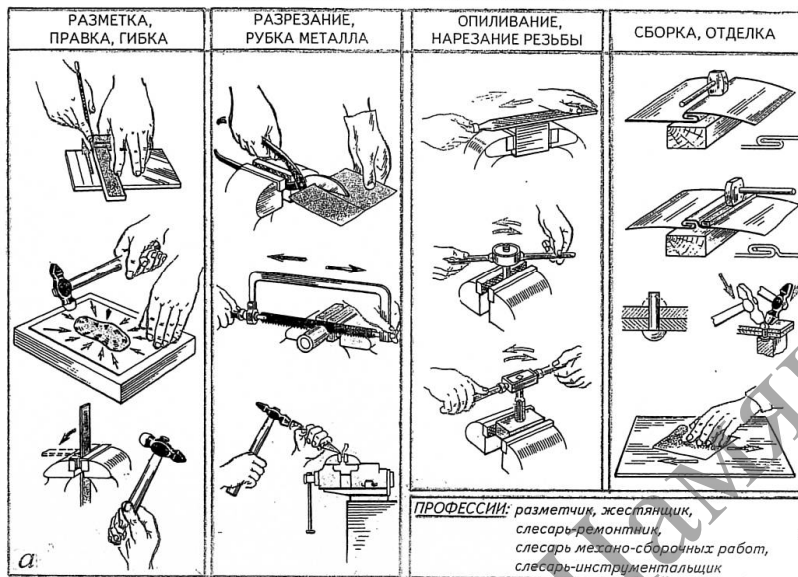 РАЗМЕТКА,
ПРАВКА, ГИБКА
РАЗРЕЗАНИЕ,
РУБКА МЕТАЛЛА
ОПИЛИВАНИЕ,
НАРЕЗАНИЕ РЕЗЬБЫ
СБОРКА, ОТДЕЛКА
ПРОФЕССИИ: разметчик, жестянщик,
слесарь-ремонтник,
слесарь механо-сборочных работ,
слесарь-инструментальщик
а